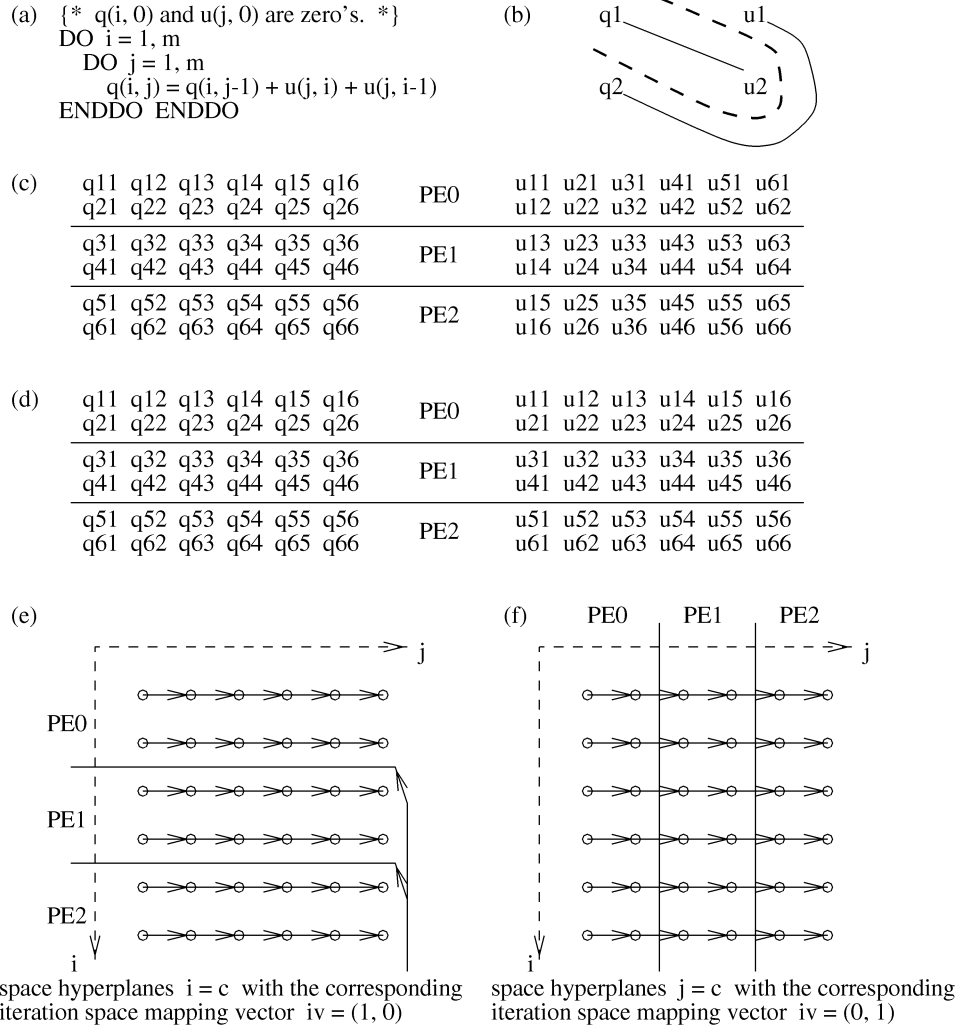 (a) {* q(i, 0) and u(j, 0) are zero's. *}
DO i = 1, m
DO j = 1, m
q(i, j) = q(i, j-1) + u(j, i) + u(j, i-1)
ENDDO ENDDO
(b) q1 u1
q2 u2
(c) q11 q12 q13 q14 q15 q16 PE0 u11 u21 u31 u41 u51 u61
q21 q22 q23 q24 q25 q26 u12 u22 u32 u42 u52 u62
q31 q32 q33 q34 q35 q36 PE1 u13 u23 u33 u43 u53 u63
q41 q42 q43 q44 q45 q46 u14 u24 u34 u44 u54 u64
q51 q52 q53 q54 q55 q56 PE2 u15 u25 u35 u45 u55 u65
q61 q62 q63 q64 q65 q66 u16 u26 u36 u46 u56 u66
(d) q11 q12 q13 q14 q15 q16 PE0 u11 u12 u13 u14 u15 u16
q21 q22 q23 q24 q25 q26 u21 u22 u23 u24 u25 u26
q31 q32 q33 q34 q35 q36 PE1 u31 u32 u33 u34 u35 u36
q41 q42 q43 q44 q45 q46 u41 u42 u43 u44 u45 u46
q51 q52 q53 q54 q55 q56 PE2 u51 u52 u53 u54 u55 u56
q61 q62 q63 q64 q65 q66 u61 u62 u63 u64 u65 u66
(e)
j
PE0
PE1
PE2
i
space hyperplanes i = c with the corresponding
iteration space mapping vector iv = (1, 0)
(f) PE0 PE1 PE2
j
i
space hyperplanes j = c with the corresponding
iteration space mapping vector iv = (0, 1)